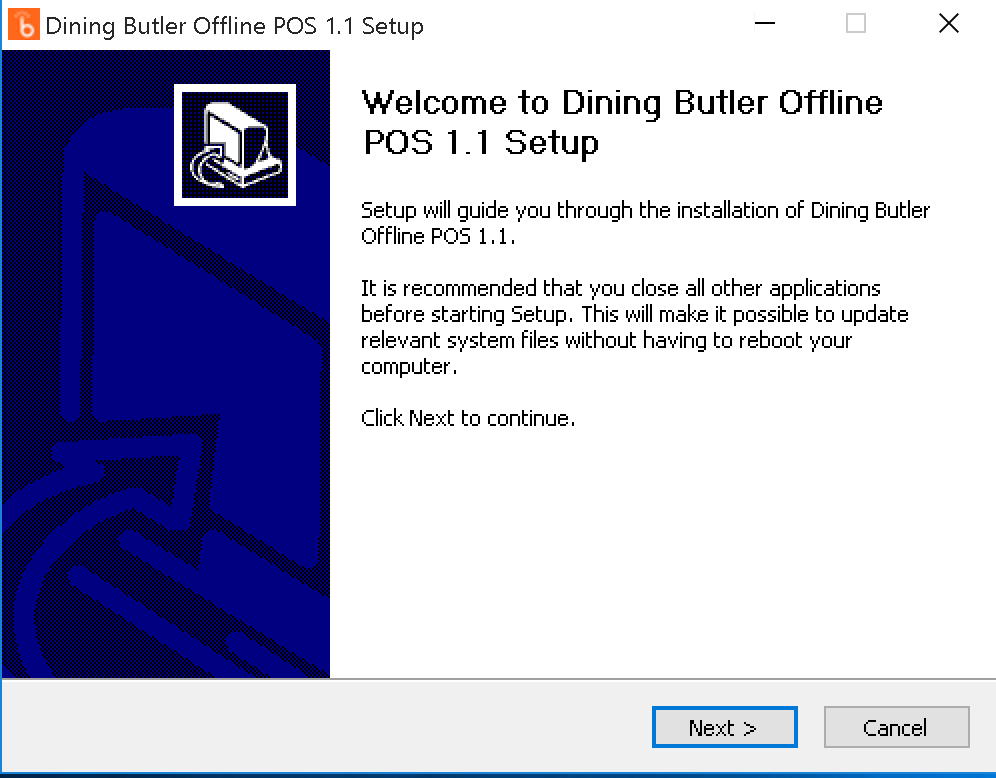 Dining Butler Offline POS 1.1 Setup
Welcome to Dining Butler Offline
POS 1.1 Setup
Setup will guide you through the installation of Dining Butler
Offline POS 1.1.
It is recommended that you close all other applications
before starting Setup. This will make it possible to update
relevant system files without having to reboot your
computer.
Click Next to continue.
Next >
Cancel